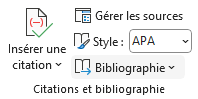 Insérer une
citation
Gérer les sources
Style : APA
Bibliographie
Citations et bibliographie